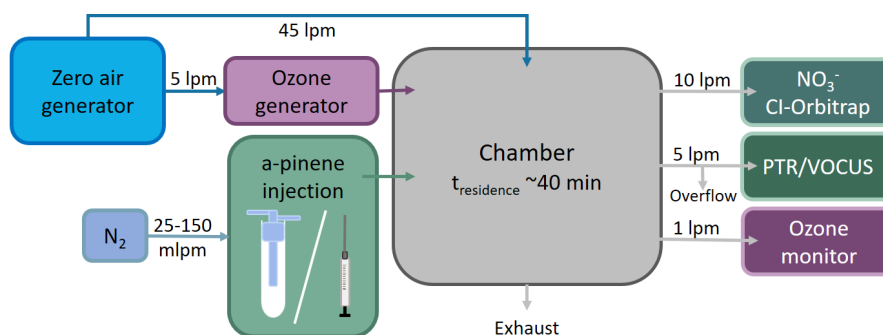 45 lpm
Zero air
generator
5 lpm
Ozone
generator
a-pinene
injection
N₂
25-150
mlpm
Chamber
t_residence ~40 min
10 lpm
NO₃⁻
CI-Orbitrap
5 lpm
PTR/VOCUS
Overflow
1 lpm
Ozone
monitor
Exhaust